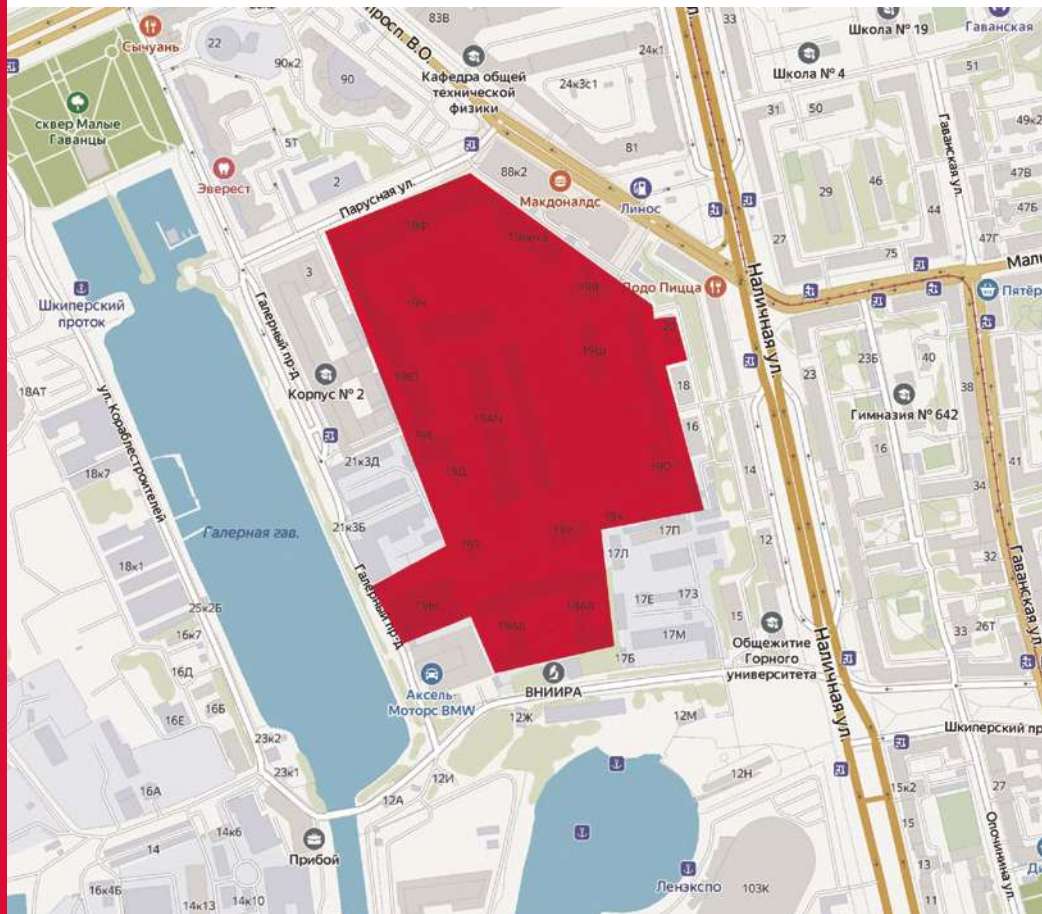 83В
33
Школа № 19
Гаванская
Сычуань
22
просп. В.О.
90к2
90
Кафедра общей
технической
физики
24к1
24к3с1
Школа № 4
51
31
50
49к2
сквер Малые
Гаванцы
5Т
81
Гаванская ул.
Эверест
2
88к2
29
46
47В
Парусная ул.
Макдоналдс
Линос
44
47Б
19Ф
27
47Г
3
75
Шкиперский
проток
Додо Пицца
Наличная ул.
Пятёр
Галерный пр-д
22
23
23Б
40
18АТ
Корпус № 2
18
38
Гимназия № 642
ул. Кораблестроителей
16
16
41
18к7
21к3Д
14
34
21к3Б
Галерная гав.
17П
12
32
18к1
17Л
Галерный пр-д
25к2Б
17Е
173
Гаванская ул.
16к7
15
17М
33
26Т
Общежитие
Горного
университета
16Д
17Б
Наличная ул.
Аксель-
Моторс BMW
ВНИИРА
16Б
16Е
12Ж
12М
Шкиперский пр
23к2
23к1
12И
12Н
16А
12А
15к2
27
14к6
15
Опочинина ул.
14
Прибой
13
Ленэкспо
16к4Б
103К
14к13
14к10
11